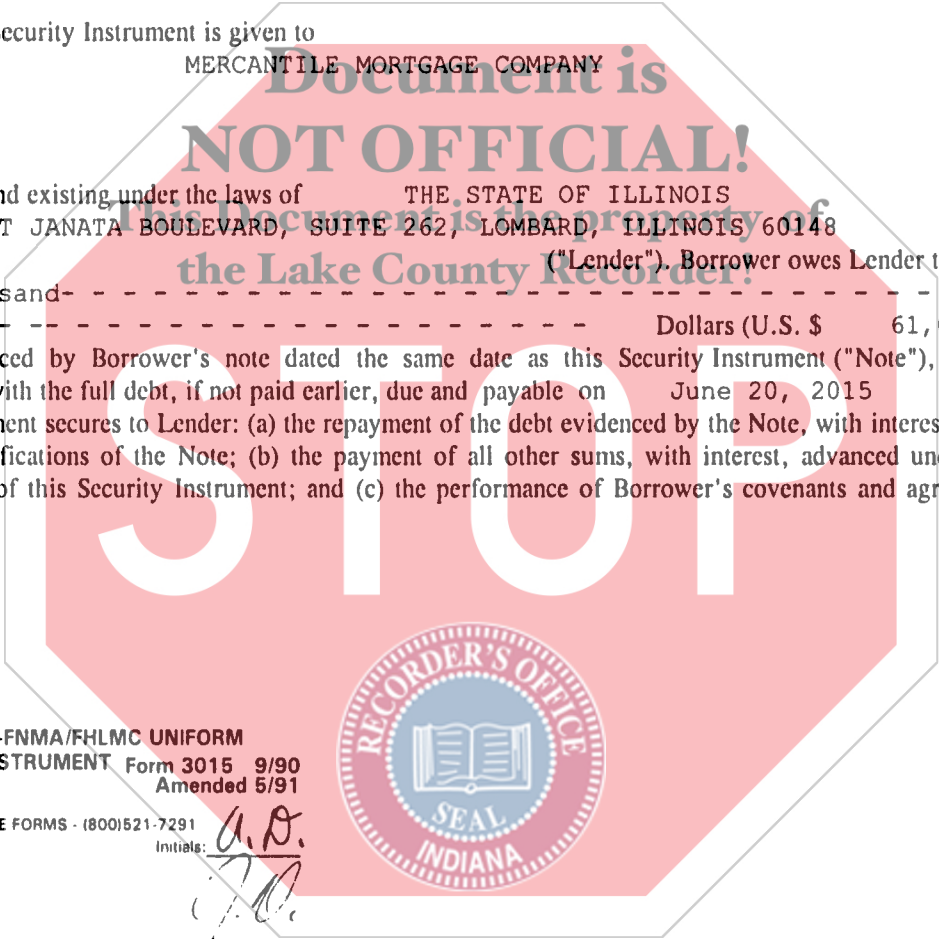 ecurity Instrument is given to
MERCANTILE MORTGAGE COMPANY
Document is
NOT OFFICIAL!
nd existing under the laws of THE STATE OF ILLINOIS
This Document is the property of
T JANATA BOULEVARD, SUITE 262, LOMBARD, ILLINOIS 60148
the Lake County Recorder!
("Lender"). Borrower owes Lender t
sand- - - - - - - - - - - - - - - - - - - - - - - - - - - - - -
- -- - - - - - - - - - - - - - - - - - - - Dollars (U.S. $ 61,
ced by Borrower's note dated the same date as this Security Instrument ("Note"),
with the full debt, if not paid earlier, due and payable on June 20, 2015
ent secures to Lender: (a) the repayment of the debt evidenced by the Note, with interes
fications of the Note; (b) the payment of all other sums, with interest, advanced un
of this Security Instrument; and (c) the performance of Borrower's covenants and agr
STOP
-FNMA/FHLMC UNIFORM
STRUMENT Form 3015 9/90
Amended 5/91
E FORMS - (800)521-7291
Initials: A.D.
J.D.
RECORDER'S OFFICE
SEAL
INDIANA